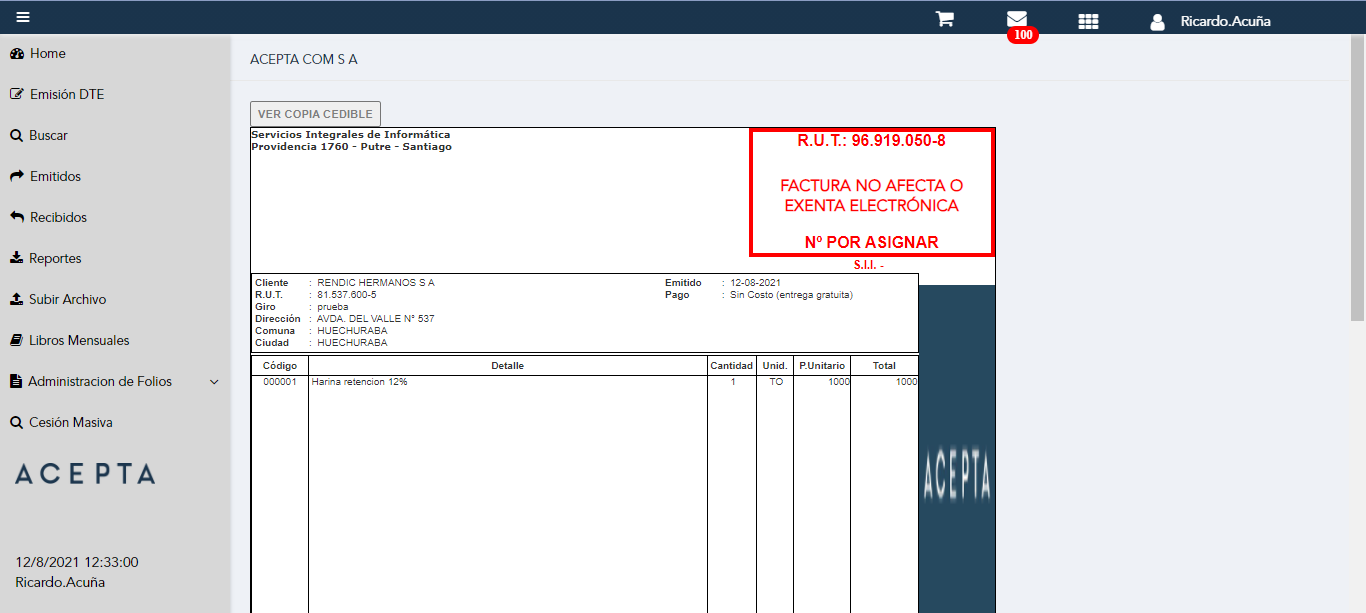 Ricardo.Acuña
100
Home
Emisión DTE
Buscar
Emitidos
Recibidos
Reportes
Subir Archivo
Libros Mensuales
Administracion de Folios
Cesión Masiva
ACEPTA
12/8/2021 12:33:00
Ricardo.Acuña
ACEPTA COM S A
VER COPIA CEDIBLE
Servicios Integrales de Informática
Providencia 1760 - Putre - Santiago
R.U.T.: 96.919.050-8
FACTURA NO AFECTA O
EXENTA ELECTRÓNICA
Nº POR ASIGNAR
S.I.I. -
Cliente : RENDIC HERMANOS S A Emitido : 12-08-2021
R.U.T. : 81.537.600-5 Pago : Sin Costo (entrega gratuita)
Giro : prueba
Dirección : AVDA. DEL VALLE N° 537
Comuna : HUECHURABA
Ciudad : HUECHURABA
Código Detalle Cantidad Unid. P.Unitario Total
000001 Harina retencion 12% 1 TO 1000 1000
ACEPTA